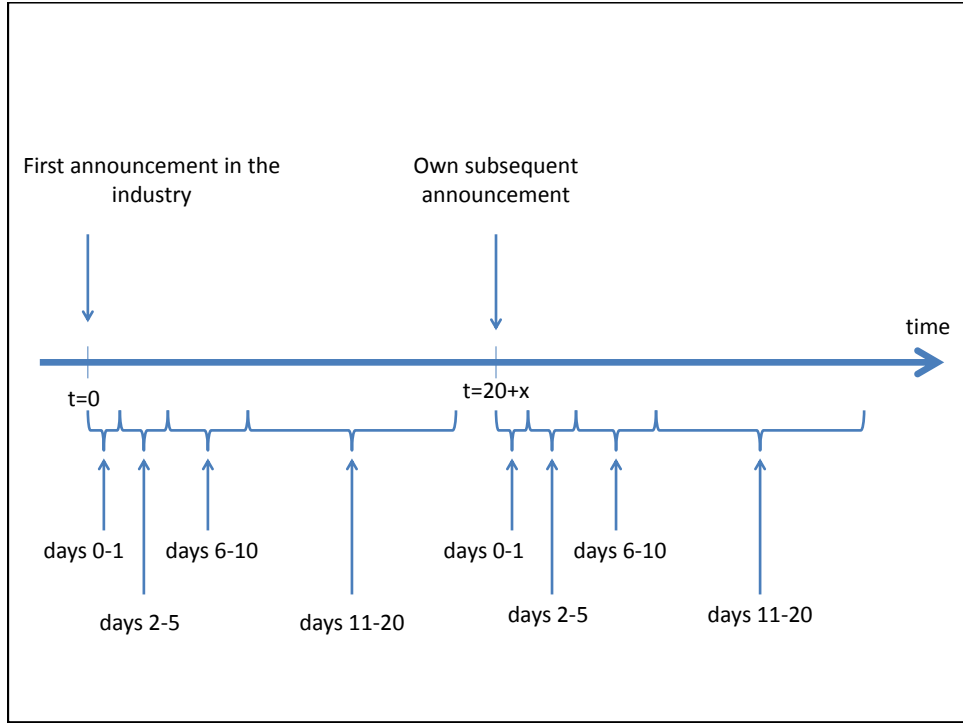 First announcement in the
industry
Own subsequent
announcement
time
t=0
t=20+x
days 0-1
days 6-10
days 0-1
days 6-10
days 2-5
days 11-20
days 2-5
days 11-20